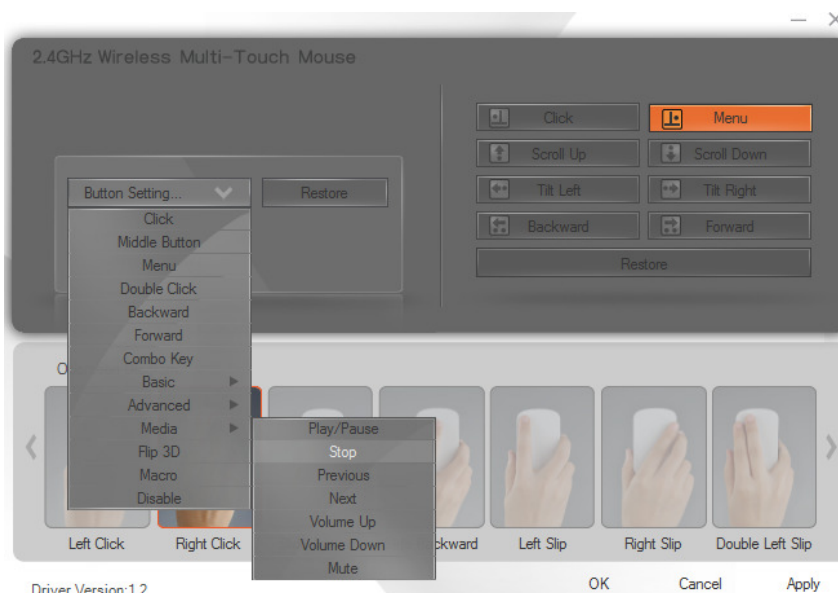 2.4GHz Wireless Multi-Touch Mouse
Click
Menu
Scroll Up
Scroll Down
Tilt Left
Tilt Right
Backward
Forward
Restore
Button Setting...
Restore
Click
Middle Button
Menu
Double Click
Backward
Forward
Combo Key
Basic
Advanced
Media
Flip 3D
Macro
Disable
Play/Pause
Stop
Previous
Next
Volume Up
Volume Down
Mute
Left Click
Right Click
Left Slip
Right Slip
Double Left Slip
Driver Version:1.2
OK
Cancel
Apply